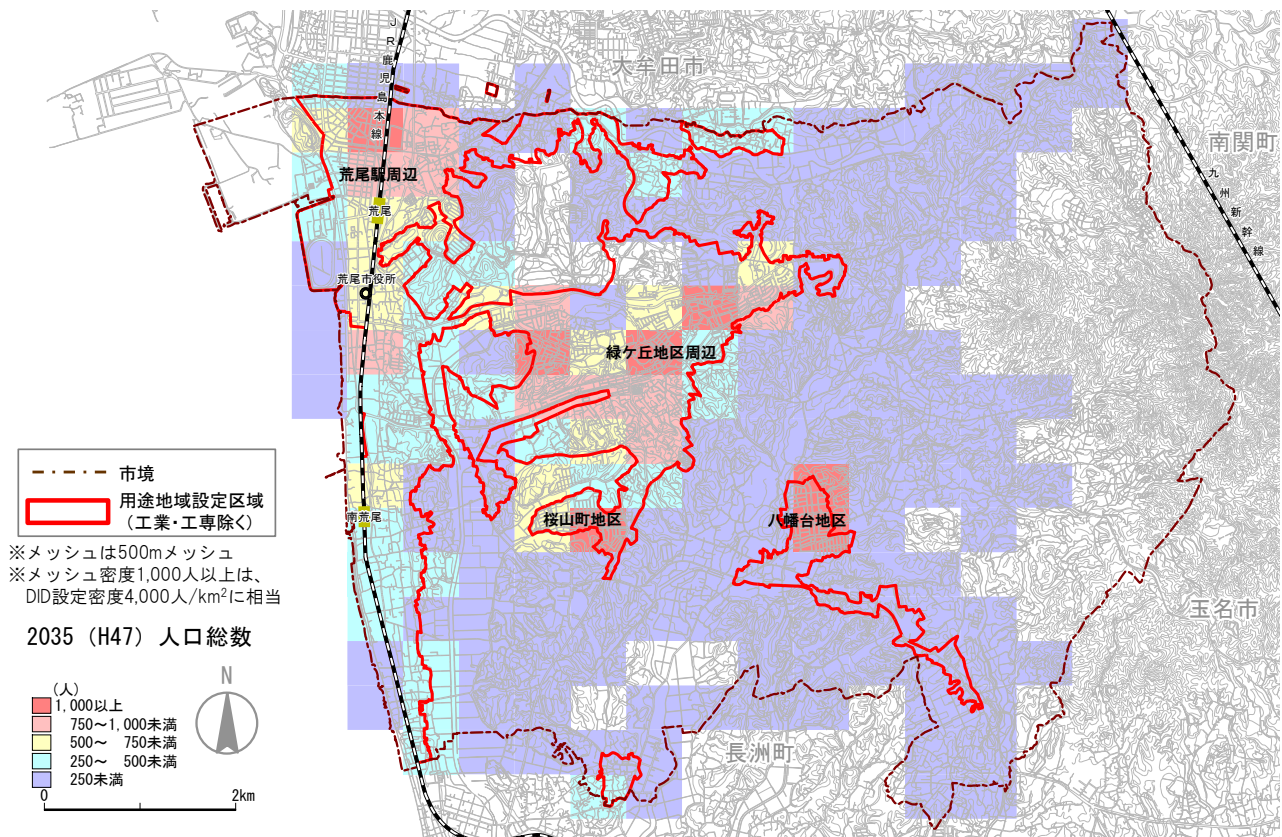 JR鹿児島本線
大牟田市
南関町
九州新幹線
荒尾駅周辺
荒尾
荒尾市役所
緑ケ丘地区周辺
市境
用途地域設定区域
（工業・工専除く）
南荒尾
桜山町地区
八幡台地区
※メッシュは500mメッシュ
※メッシュ密度1,000人以上は、
DID設定密度4,000人/km²に相当
玉名市
2035（H47）人口総数
N
（人）
1,000以上
750～1,000未満
500～ 750未満
250～ 500未満
250未満
長洲町
0 2km